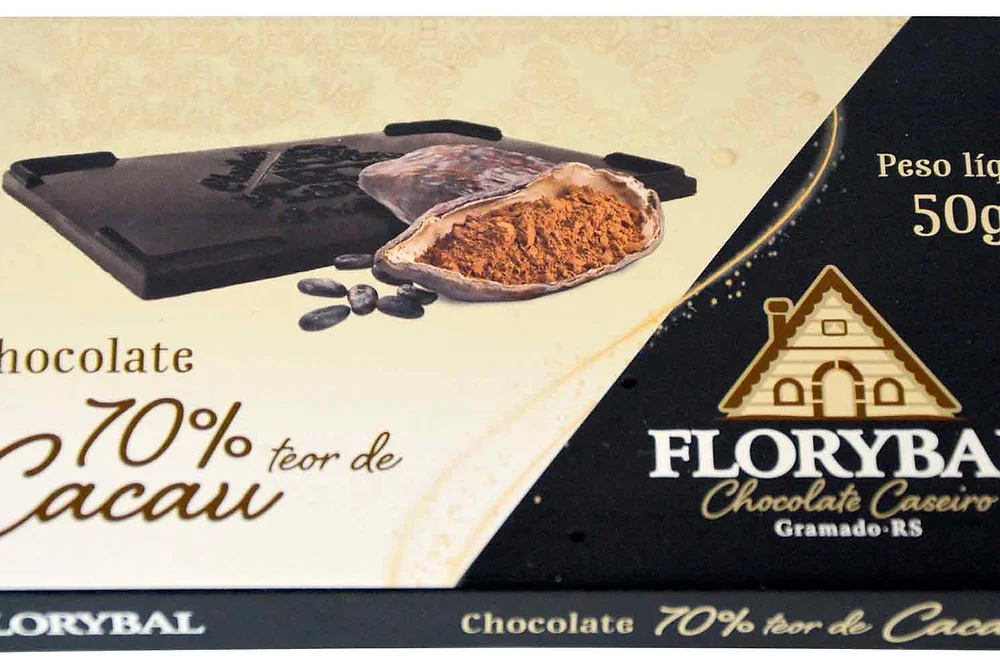 Peso líq
50g
hocolate
70% teor de
Cacau
FLORYBA
Chocolate Caseiro
Gramado·RS
LORYBAL
Chocolate 70% teor de Caca